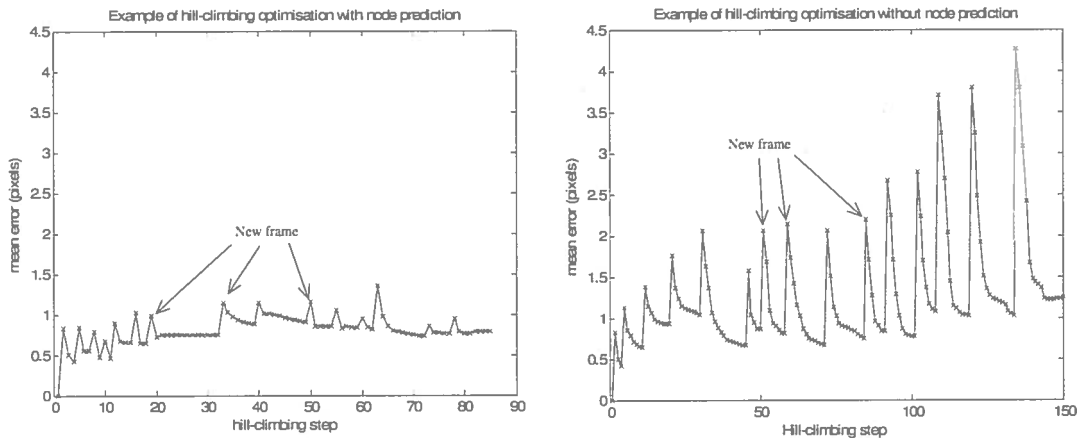 Example of hill-climbing optimisation with node prediction
4.5
4
3.5
3
2.5
2
1.5
1
0.5
0
mean error (pixels)
New frame
0 10 20 30 40 50 60 70 80 90
hill-climbing step
Example of hill-climbing optimisation without node prediction
4.5
4
3.5
3
2.5
2
1.5
1
0.5
0
mean error (pixels)
New frame
0 50 100 150
Hill-climbing step